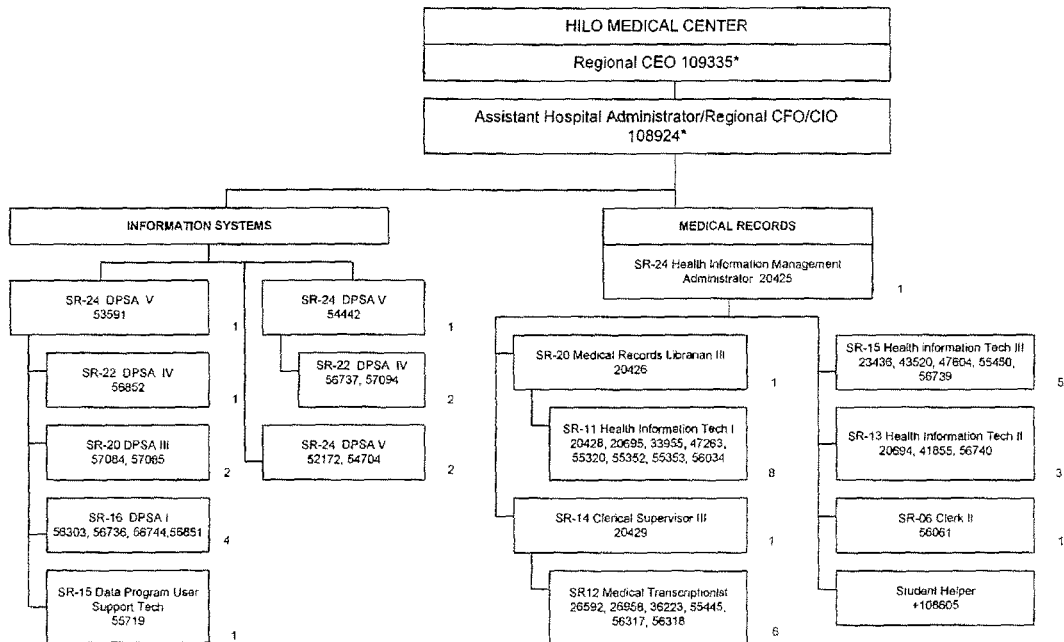 HILO MEDICAL CENTER
Regional CEO 109335*
Assistant Hospital Administrator/Regional CFO/CIO
108924*
INFORMATION SYSTEMS
SR-24 DPSA V
53591
1
SR-22 DPSA IV
56852
1
SR-20 DPSA III
57084, 57085
2
SR-16 DPSA I
56303, 56736, 56744,56851
4
SR-15 Data Program User
Support Tech
55719
1
SR-24 DPSA V
54442
1
SR-22 DPSA IV
56737, 57094
2
SR-24 DPSA V
52172, 54704
2
MEDICAL RECORDS
SR-24 Health Information Management
Administrator 20425
1
SR-20 Medical Records Librarian III
20426
1
SR-11 Health Information Tech I
20428, 20695, 33955, 47263,
55320, 55352, 55353, 56034
8
SR-14 Clerical Supervisor III
20429
1
SR12 Medical Transcriptionist
26592, 26958, 36223, 55445,
56317, 56318
6
SR-15 Health Information Tech III
23436, 43520, 47604, 55450,
56739
5
SR-13 Health Information Tech II
20694, 41855, 56740
3
SR-06 Clerk II
56061
1
Student Helper
+108605